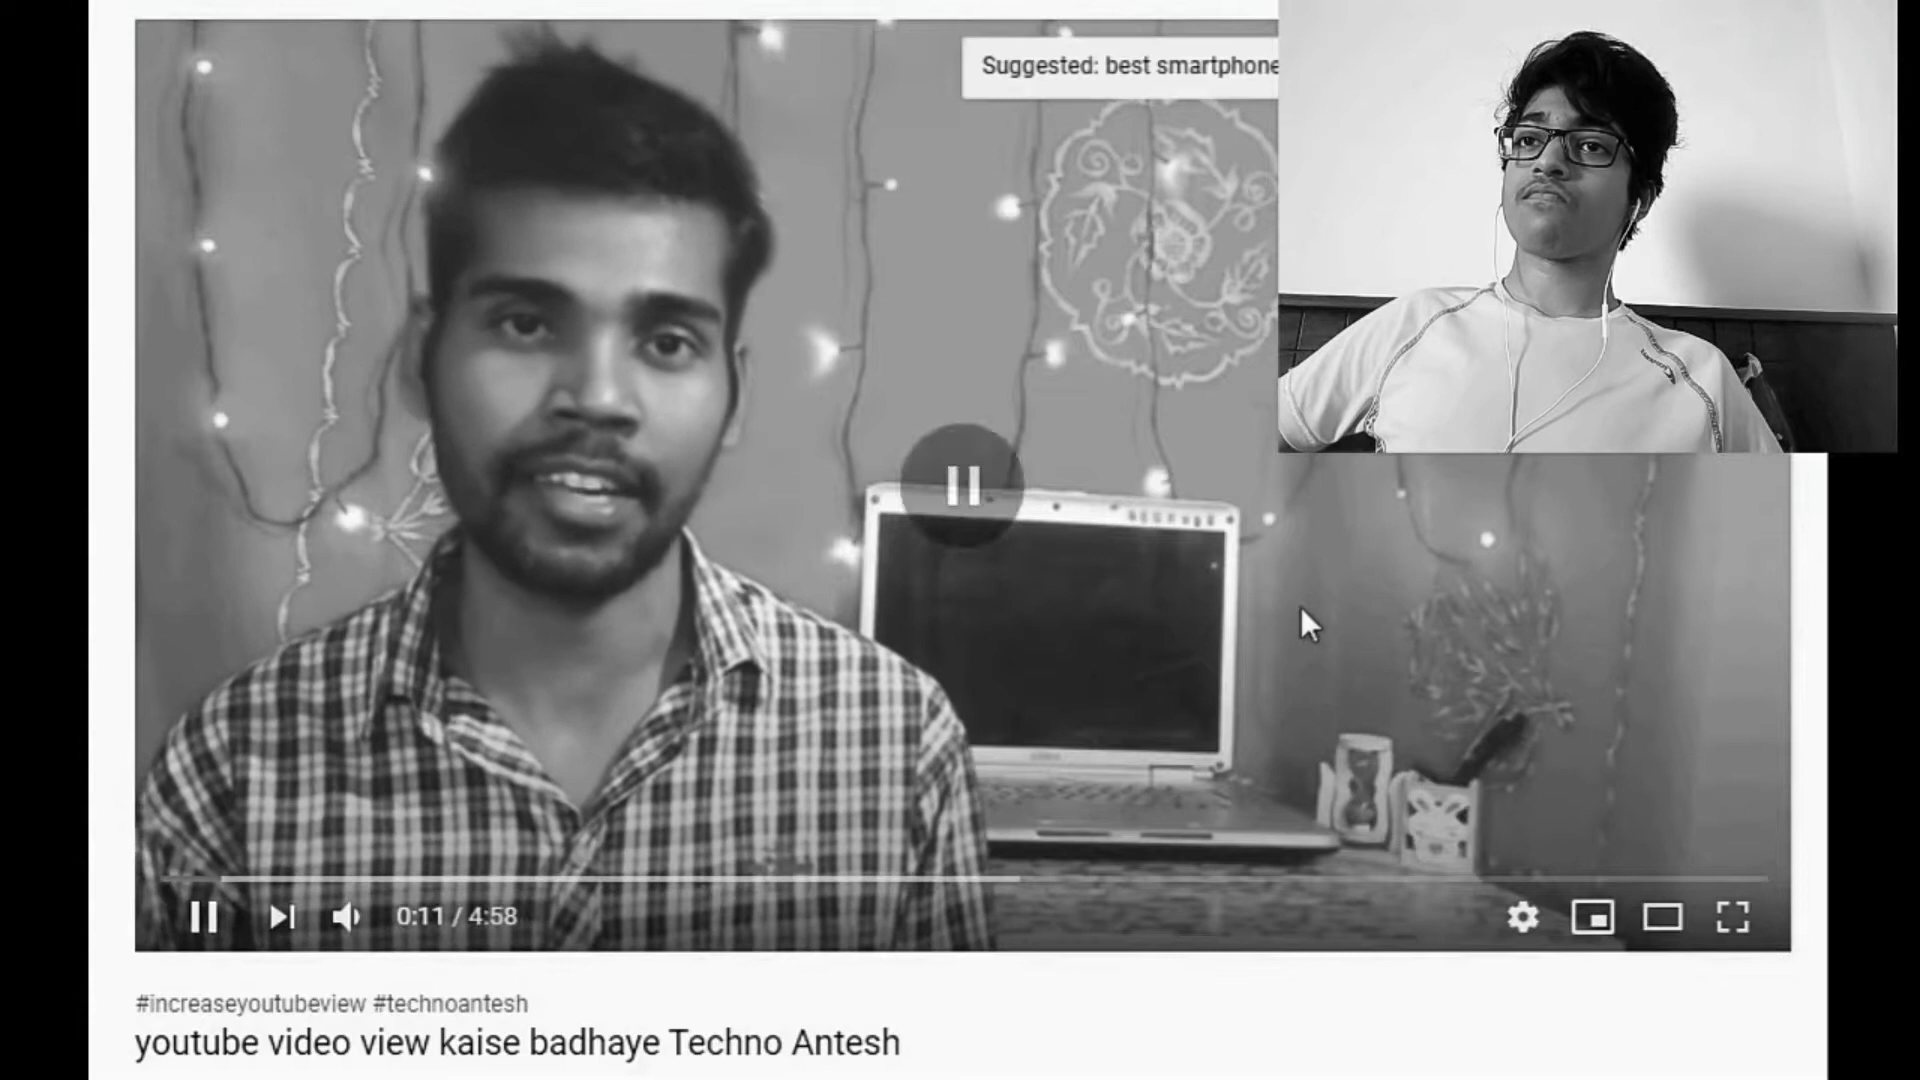 Suggested: best smartphone
0:11 / 4:58
#increaseyoutubeview #technoantesh
youtube video view kaise badhaye Techno Antesh